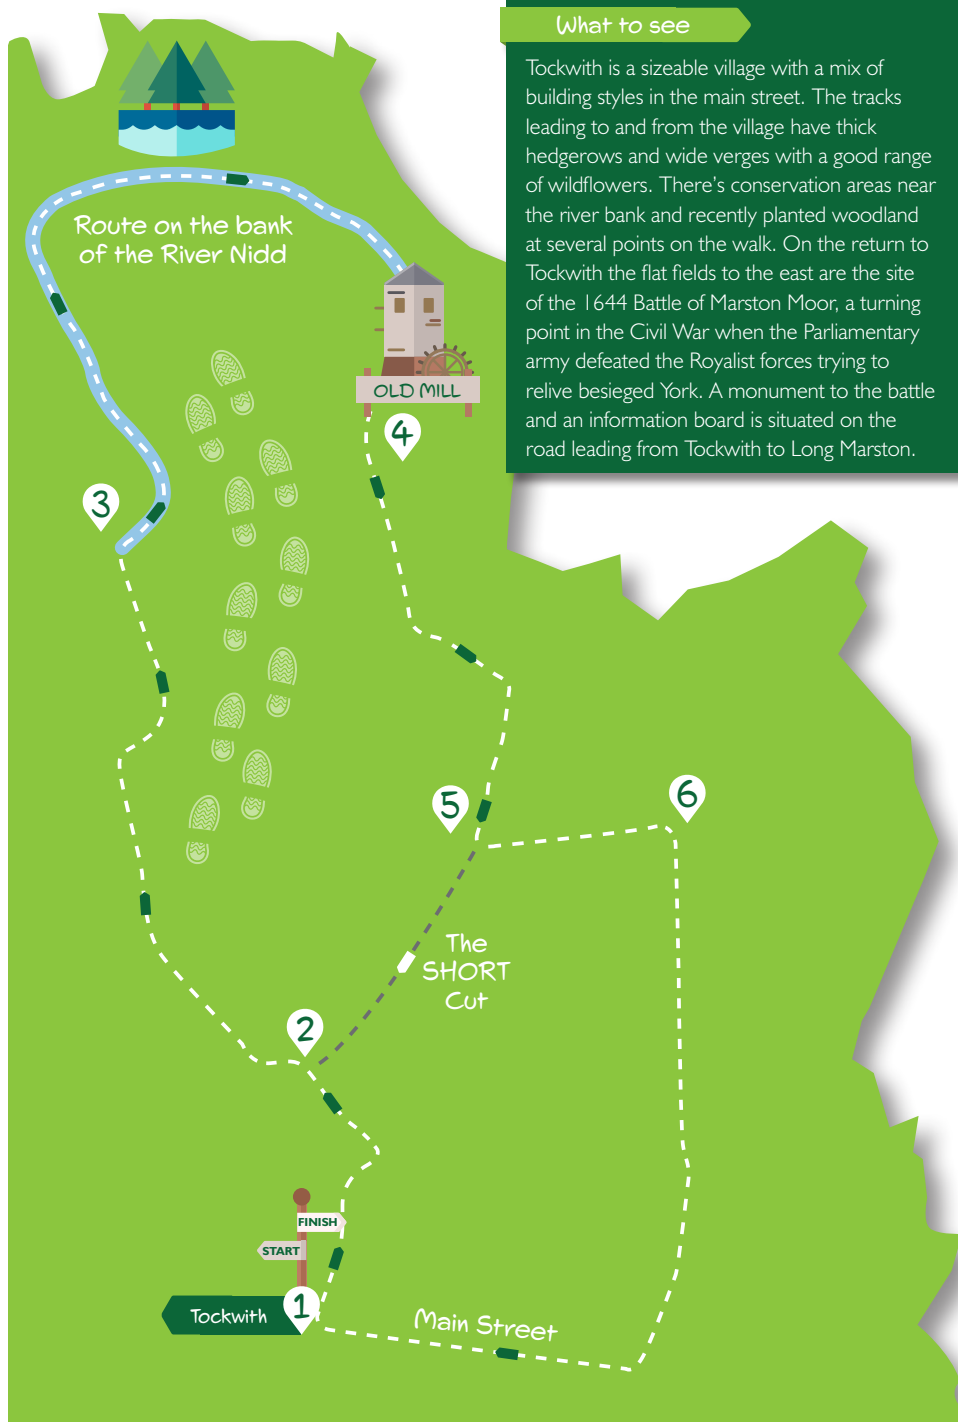 What to see
Tockwith is a sizeable village with a mix of
building styles in the main street. The tracks
leading to and from the village have thick
hedgerows and wide verges with a good range
of wildflowers. There's conservation areas near
the river bank and recently planted woodland
at several points on the walk. On the return to
Tockwith the flat fields to the east are the site
of the 1644 Battle of Marston Moor, a turning
point in the Civil War when the Parliamentary
army defeated the Royalist forces trying to
relive besieged York. A monument to the battle
and an information board is situated on the
road leading from Tockwith to Long Marston.
Route on the bank
of the River Nidd
OLD MILL
4
3
5
6
The
SHORT
Cut
2
FINISH
START
Tockwith
1
Main Street